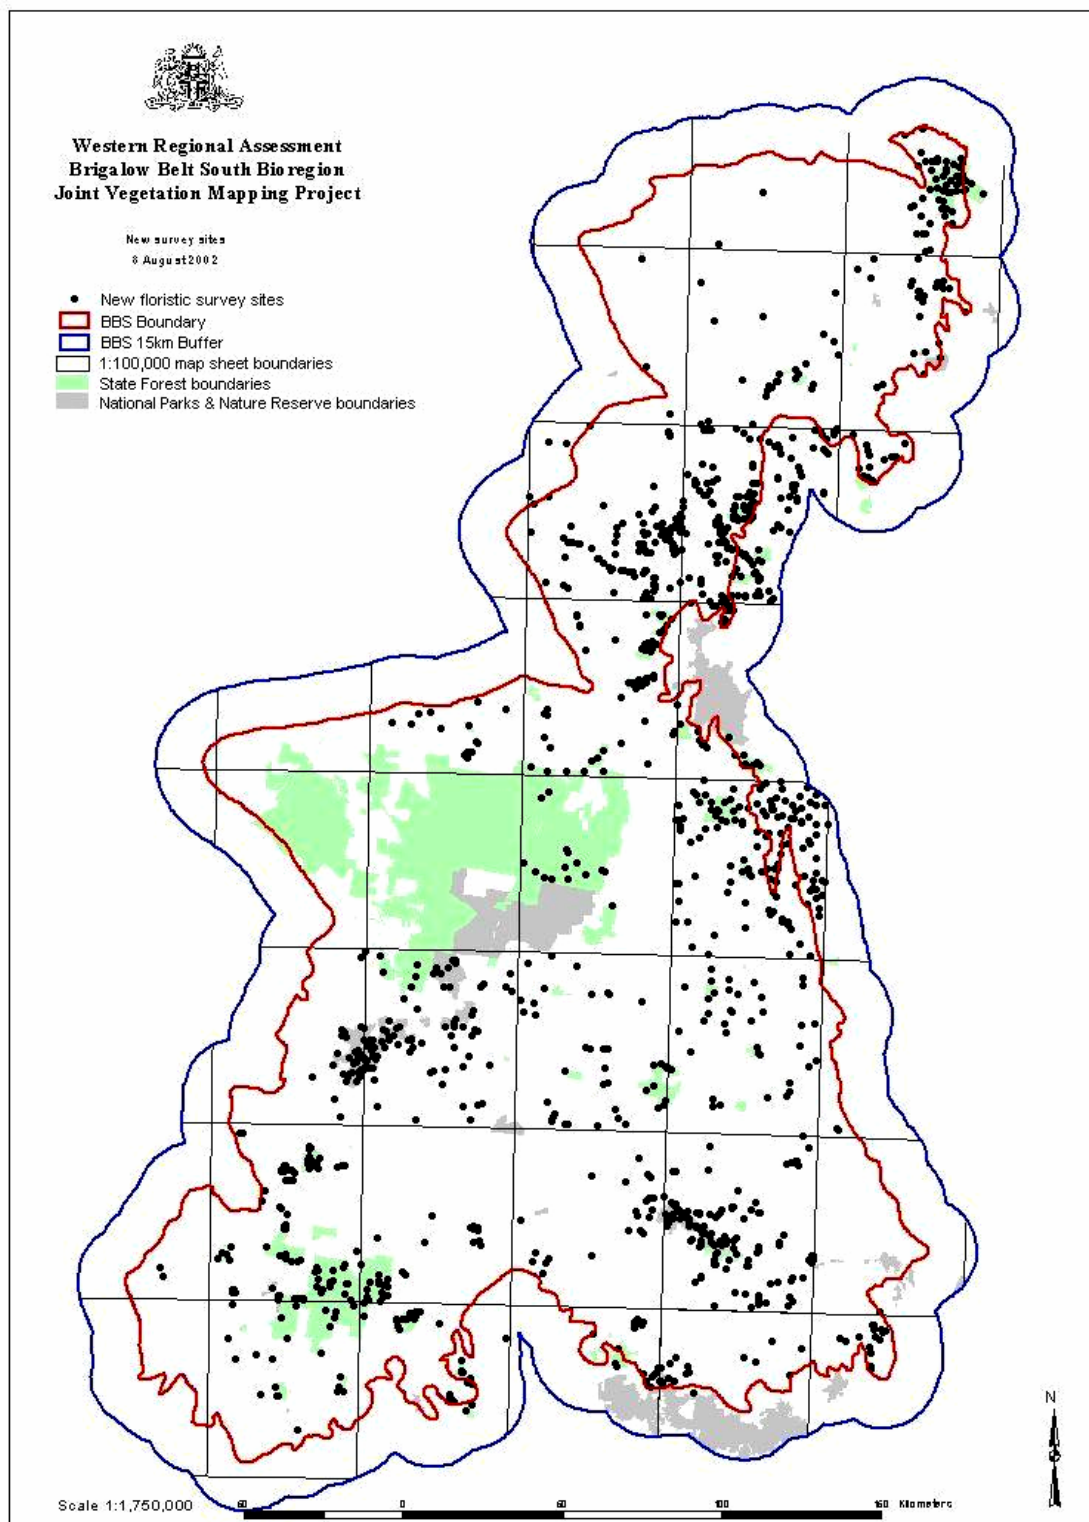 Western Regional Assessment
Brigalow Belt South Bioregion
Joint Vegetation Mapping Project
New survey sites
8 August 2002
New floristic survey sites
BBS Boundary
BBS 15km Buffer
1:100,000 map sheet boundaries
State Forest boundaries
National Parks & Nature Reserve boundaries
N
Scale 1:1,750,000
50 0 50 100 150 Kilometers